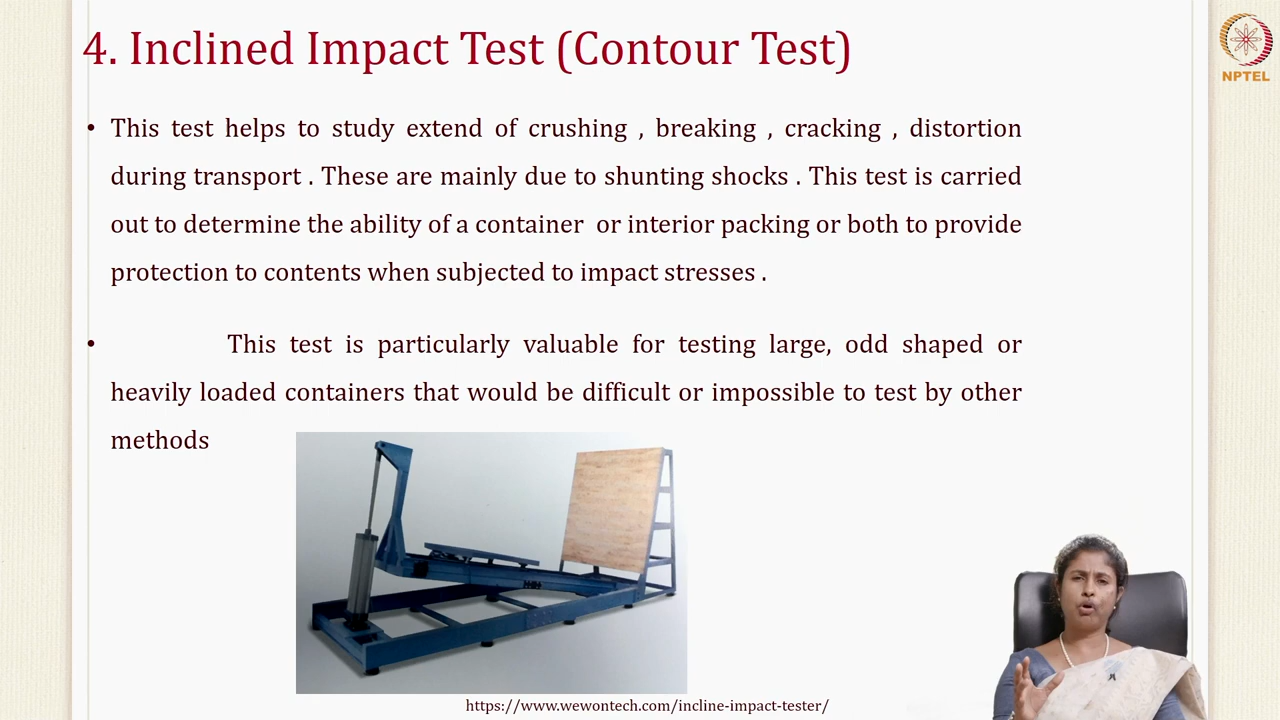 4. Inclined Impact Test (Contour Test)
NPTEL
• This test helps to study extend of crushing , breaking , cracking , distortion
during transport . These are mainly due to shunting shocks . This test is carried
out to determine the ability of a container or interior packing or both to provide
protection to contents when subjected to impact stresses .
• This test is particularly valuable for testing large, odd shaped or
heavily loaded containers that would be difficult or impossible to test by other
methods
https://www.wewontech.com/incline-impact-tester/